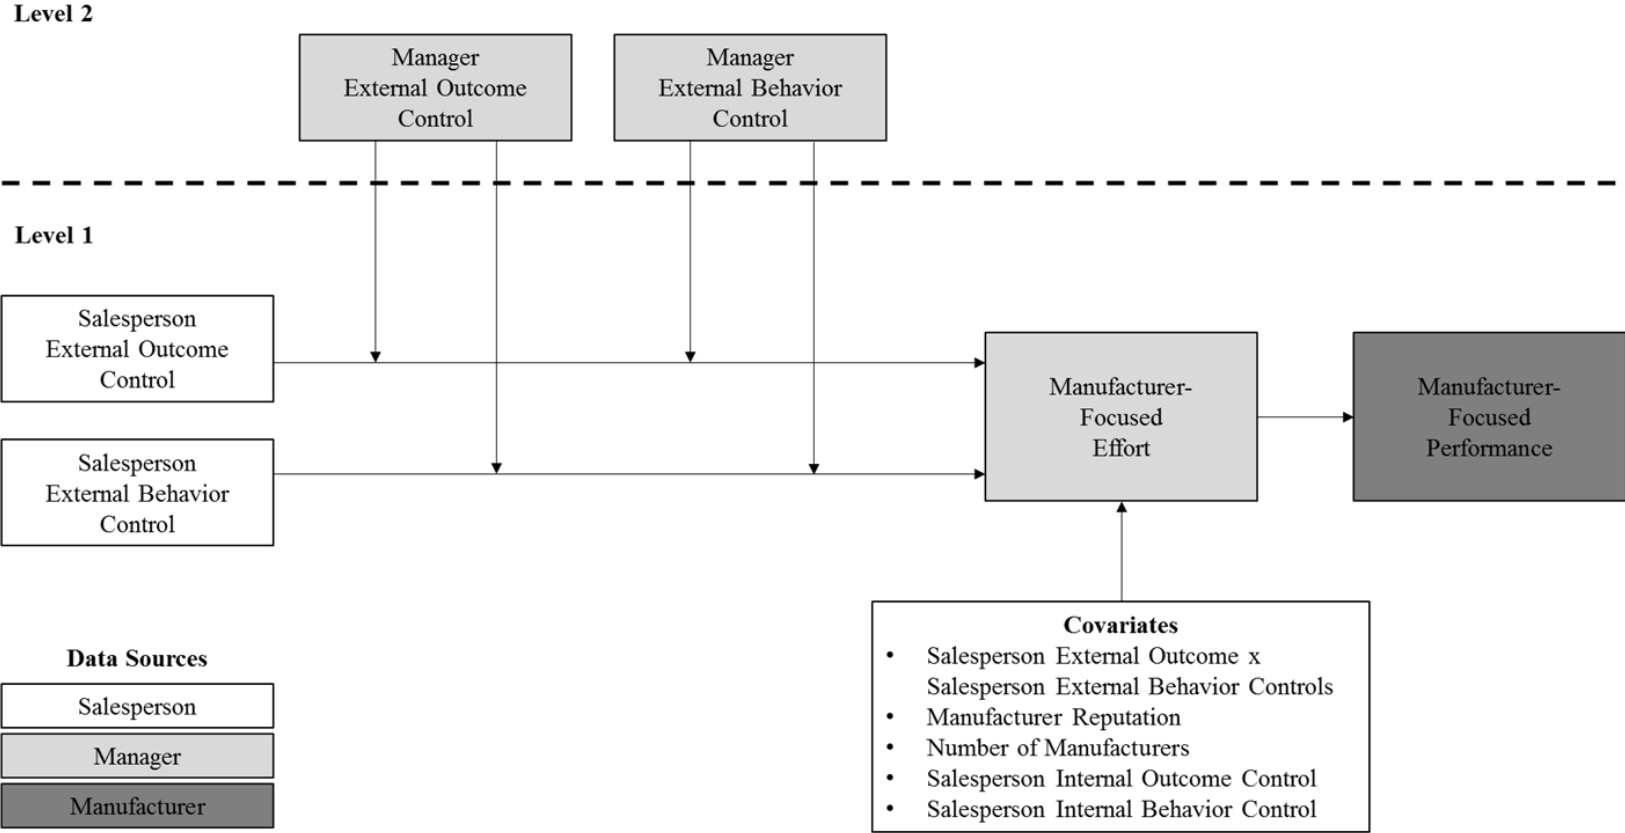 Level 2
Manager
External Outcome
Control
Manager
External Behavior
Control
Level 1
Salesperson
External Outcome
Control
Salesperson
External Behavior
Control
Manufacturer-
Focused
Effort
Manufacturer-
Focused
Performance
Covariates
• Salesperson External Outcome x
Salesperson External Behavior Controls
• Manufacturer Reputation
• Number of Manufacturers
• Salesperson Internal Outcome Control
• Salesperson Internal Behavior Control
Data Sources
Salesperson
Manager
Manufacturer